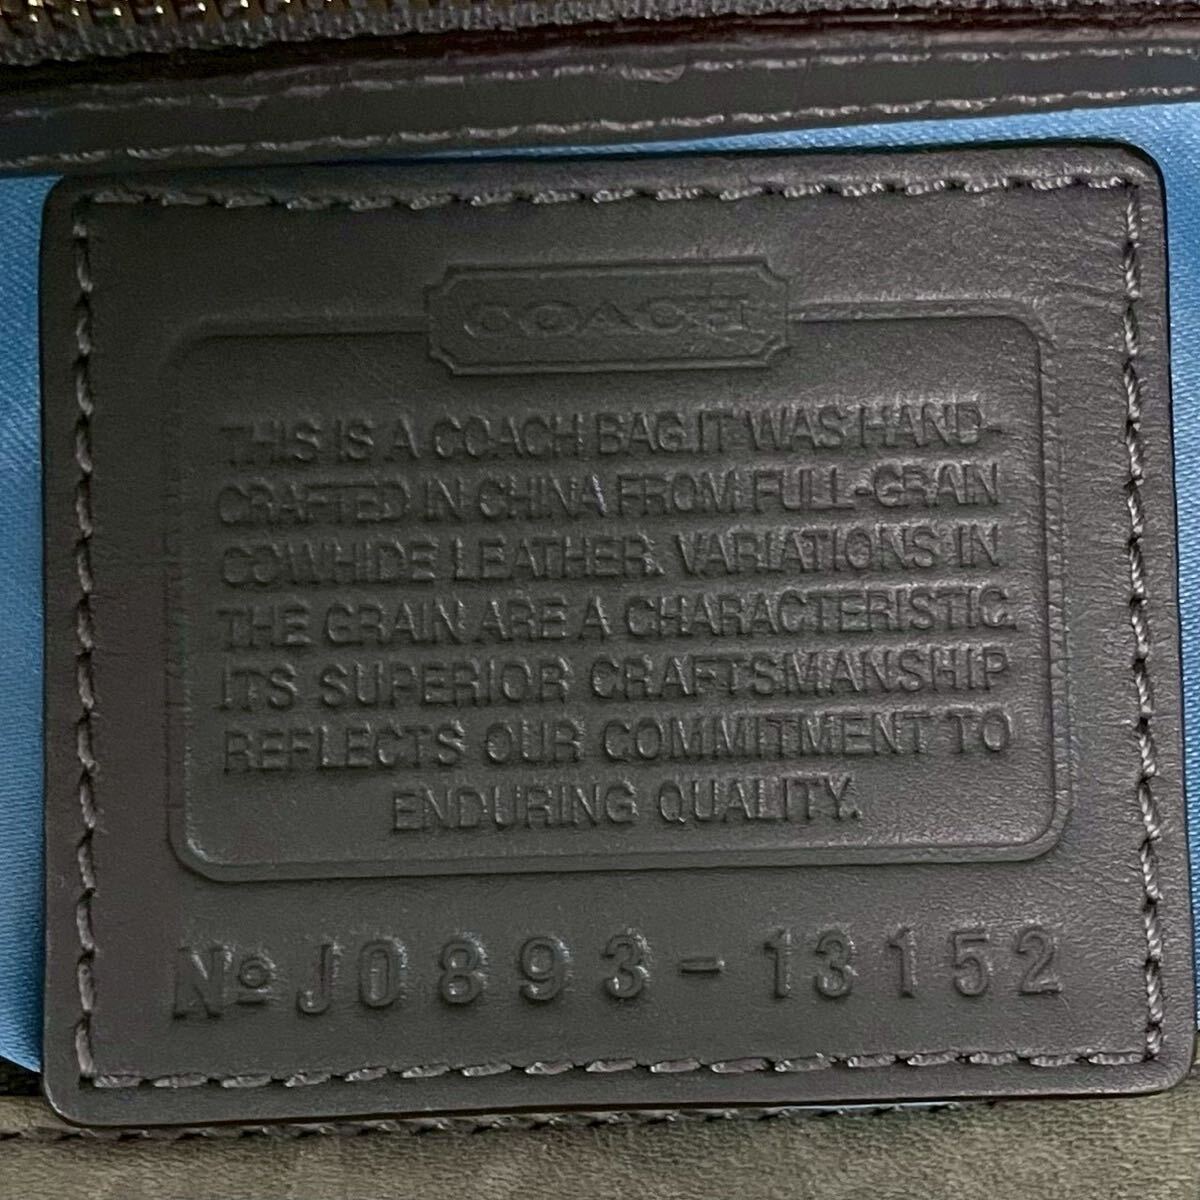 COACH
THIS IS A COACH BAG.IT WAS HAND-
CRAFTED IN CHINA FROM FULL-GRAIN
COWHIDE LEATHER. VARIATIONS IN
THE GRAIN ARE A CHARACTERISTIC.
ITS SUPERIOR CRAFTSMANSHIP
REFLECTS OUR COMMITMENT TO
ENDURING QUALITY.
Nº J0893-13152